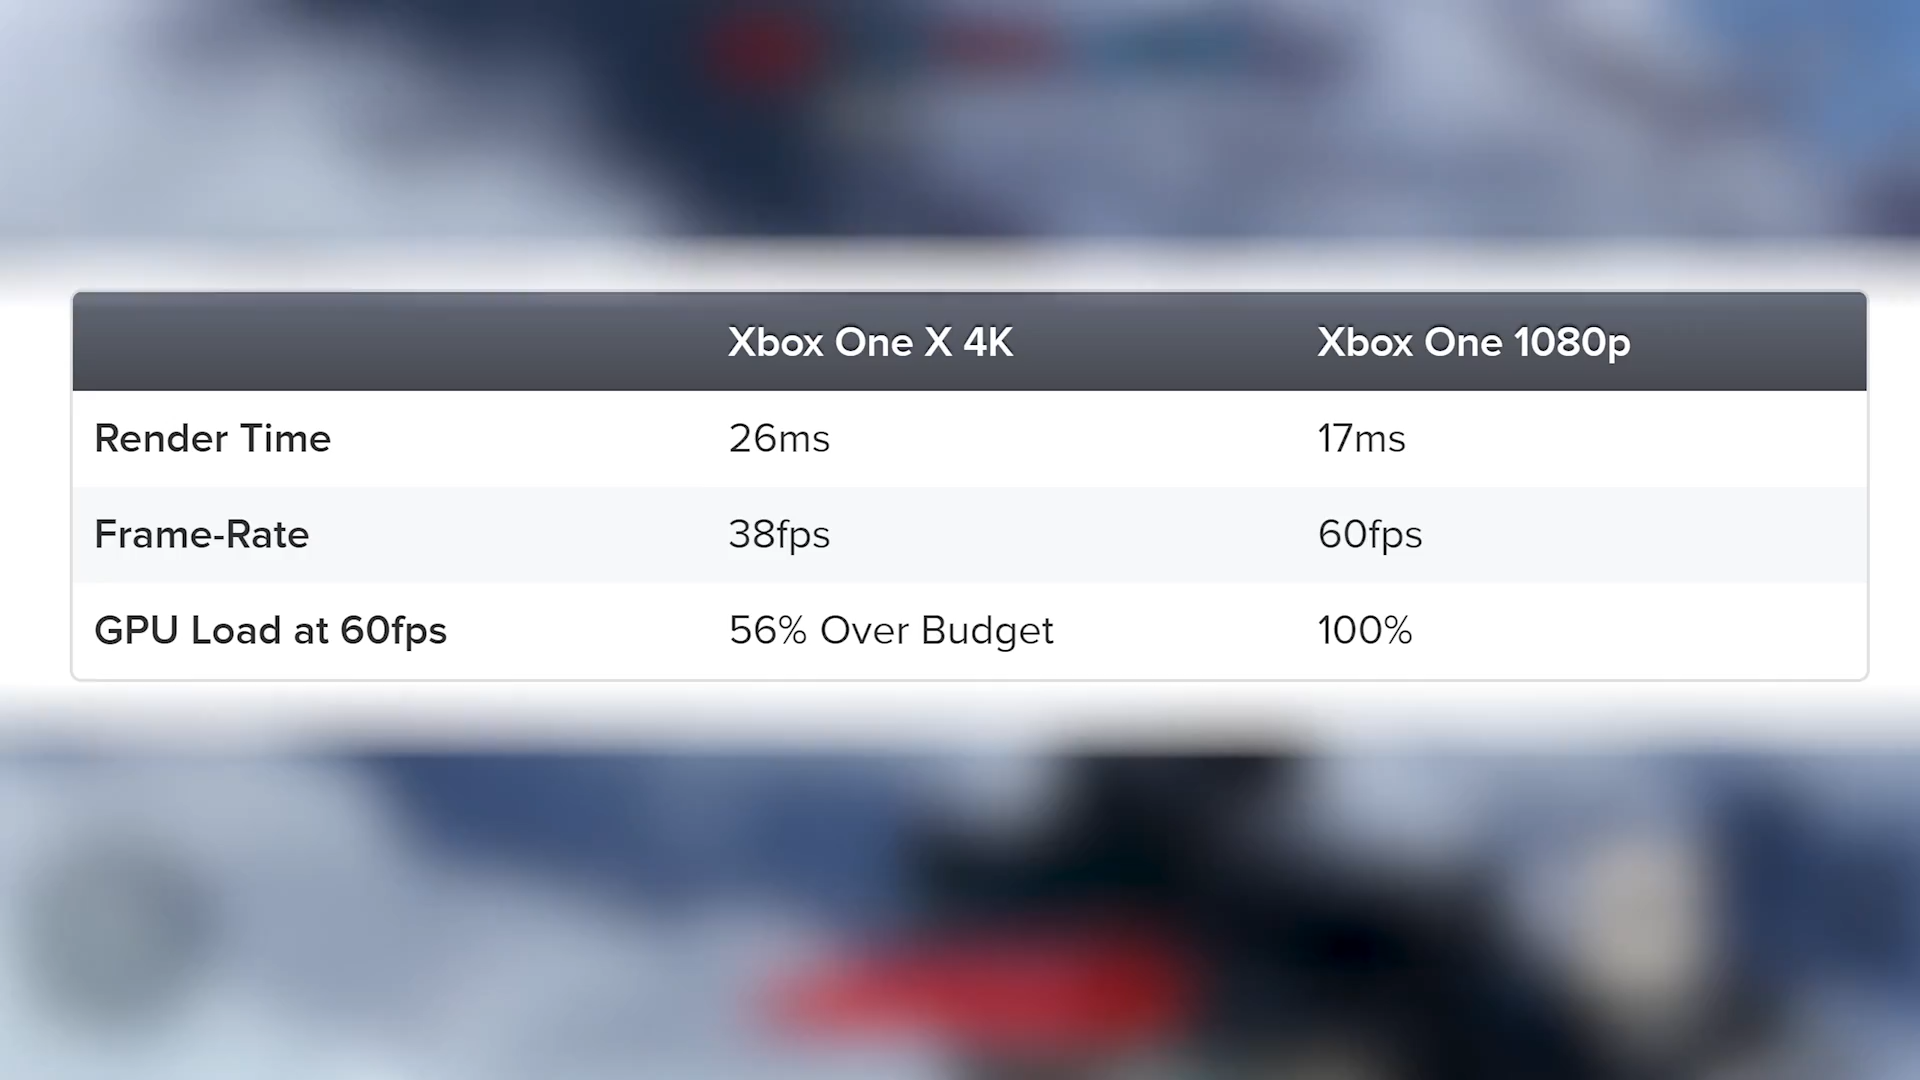 Xbox One X 4K Xbox One 1080p
Render Time 26ms 17ms
Frame-Rate 38fps 60fps
GPU Load at 60fps 56% Over Budget 100%